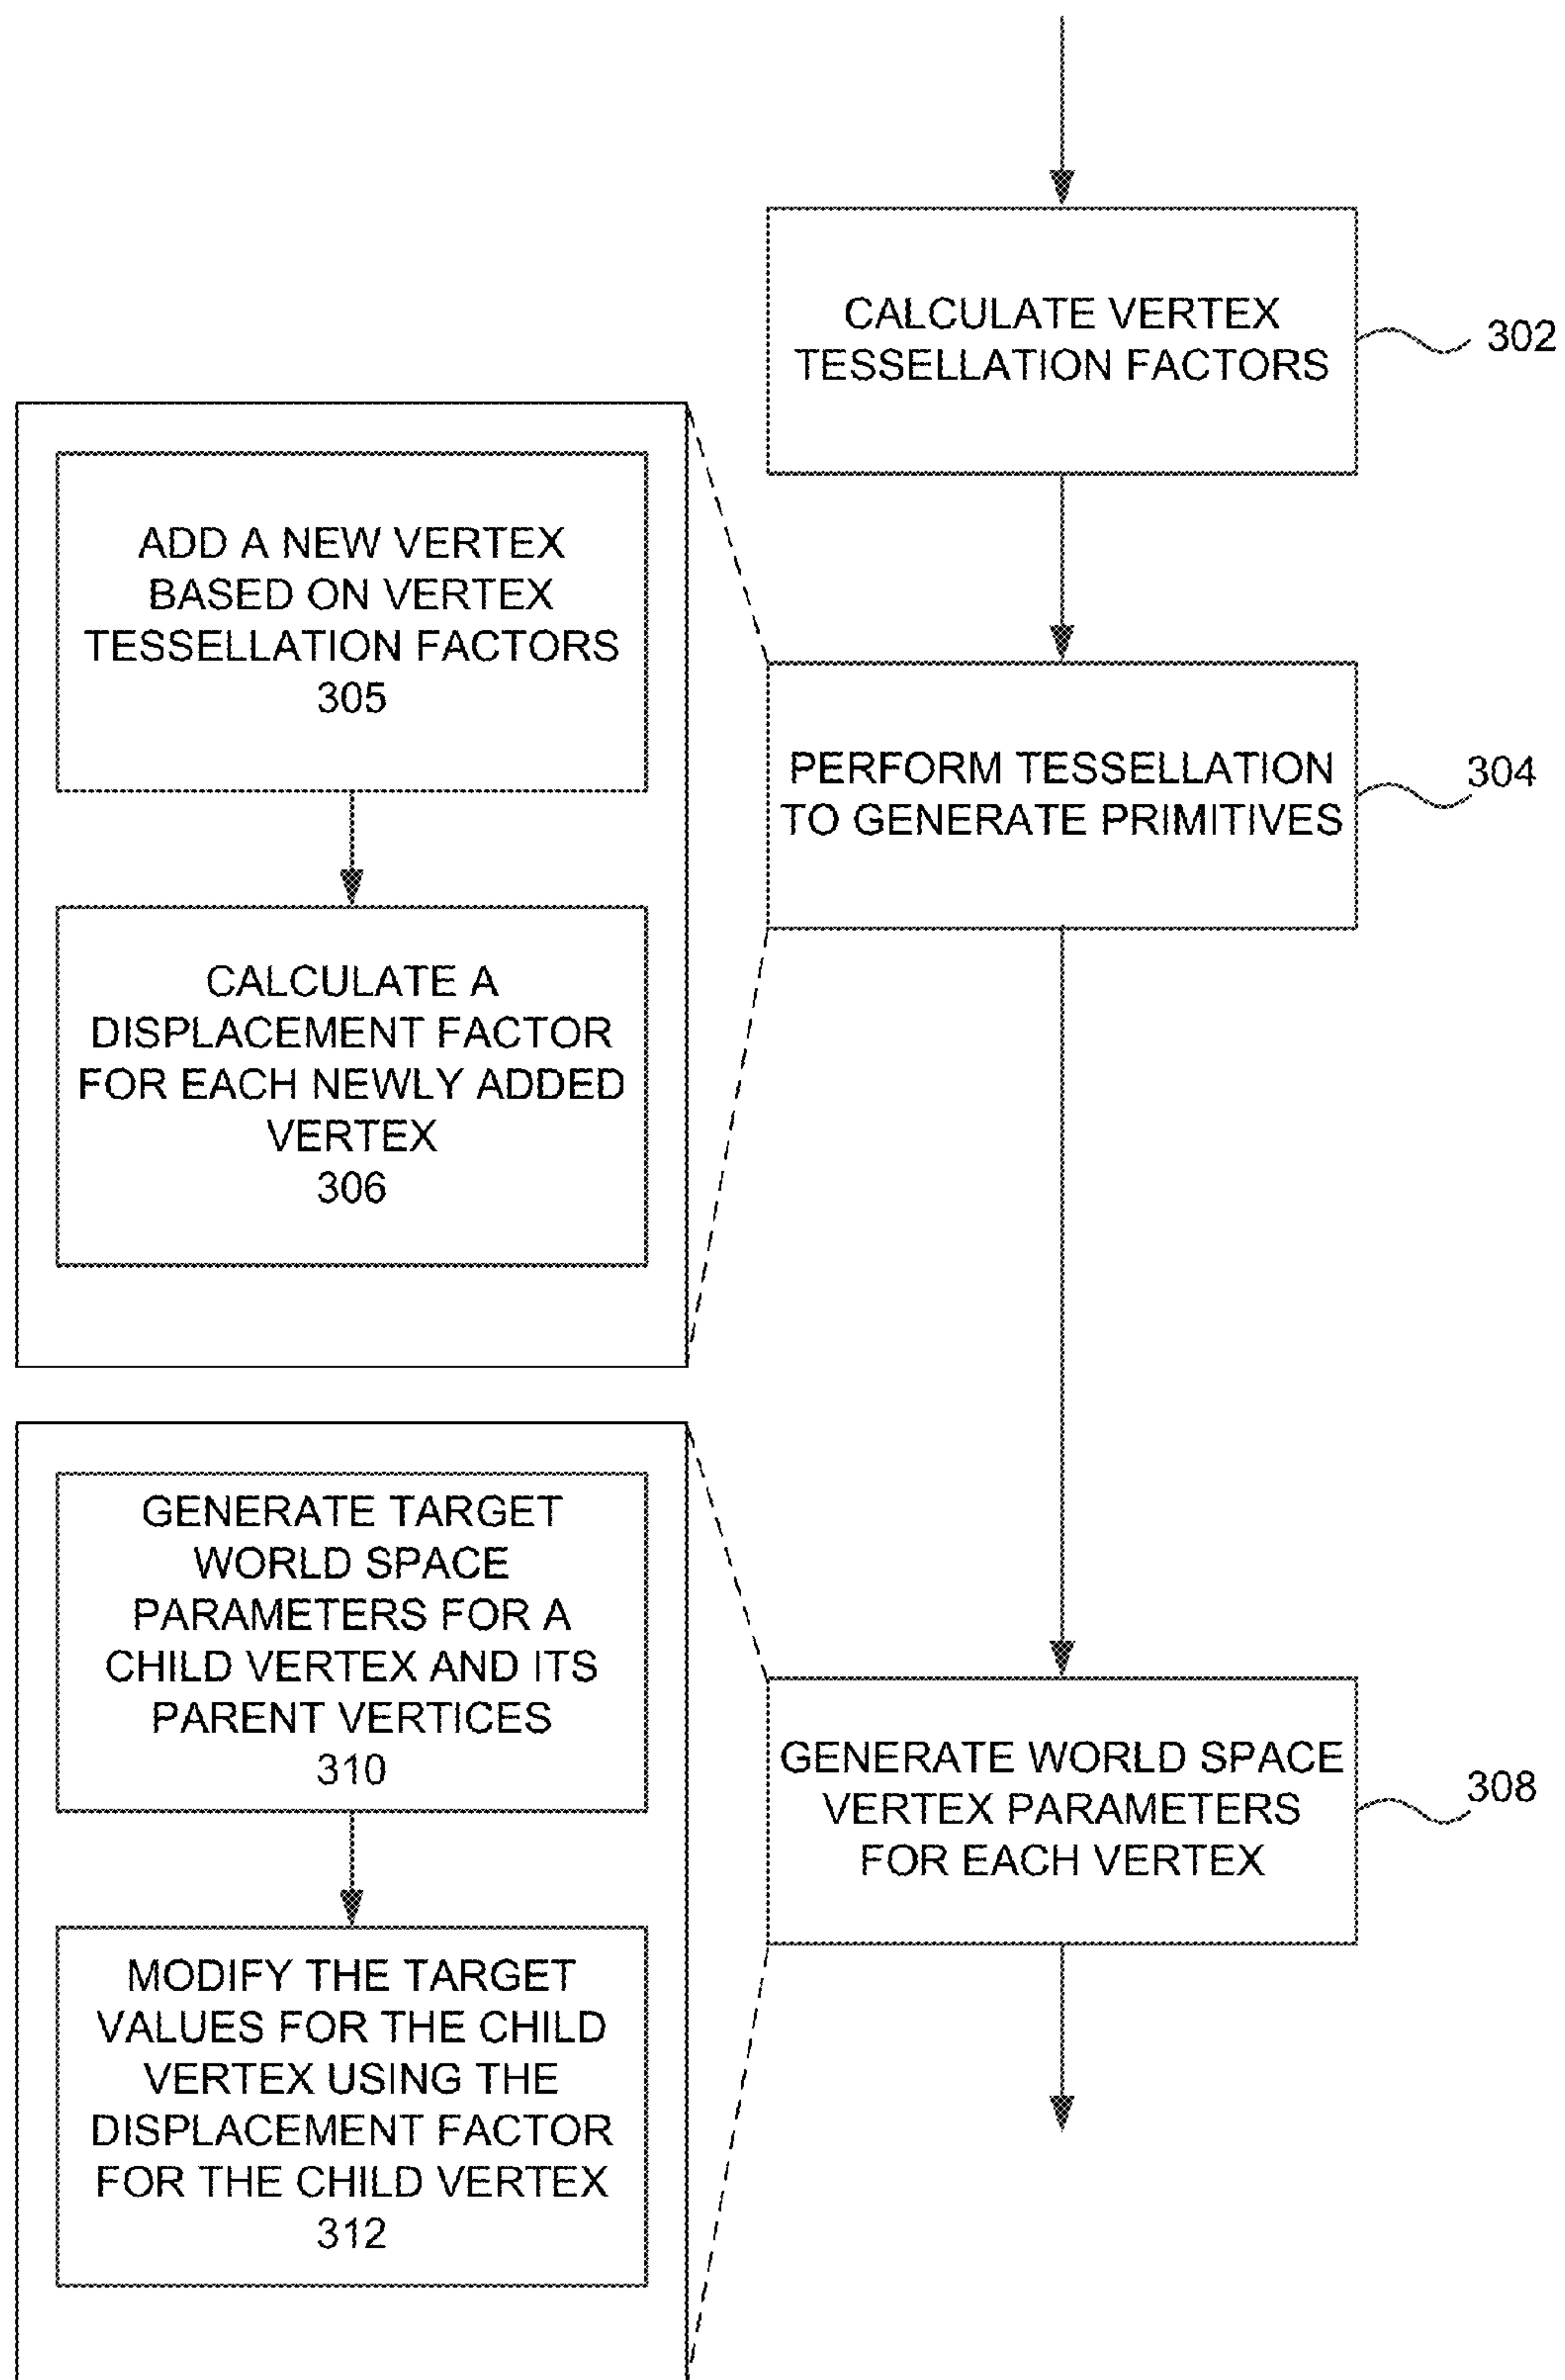 CALCULATE VERTEX
TESSELLATION FACTORS
302
ADD A NEW VERTEX
BASED ON VERTEX
TESSELLATION FACTORS
305
PERFORM TESSELLATION
TO GENERATE PRIMITIVES
304
CALCULATE A
DISPLACEMENT FACTOR
FOR EACH NEWLY ADDED
VERTEX
306
GENERATE TARGET
WORLD SPACE
PARAMETERS FOR A
CHILD VERTEX AND ITS
PARENT VERTICES
310
GENERATE WORLD SPACE
VERTEX PARAMETERS
FOR EACH VERTEX
308
MODIFY THE TARGET
VALUES FOR THE CHILD
VERTEX USING THE
DISPLACEMENT FACTOR
FOR THE CHILD VERTEX
312